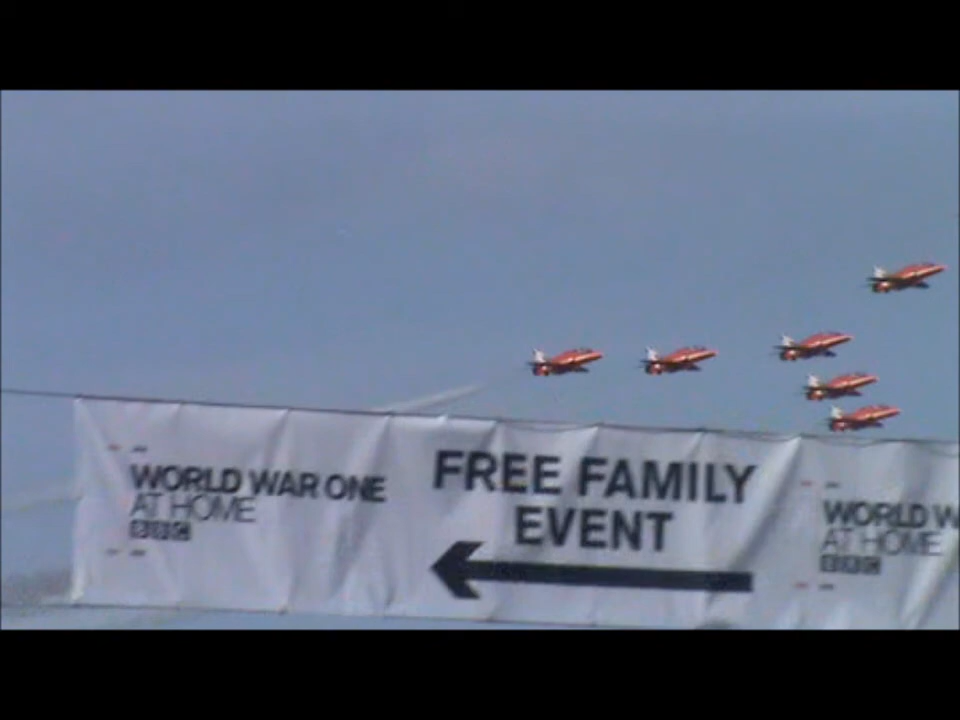 WORLD WAR ONE
AT HOME
BBC
FREE FAMILY
EVENT
WORLD W
AT HOME
BBC